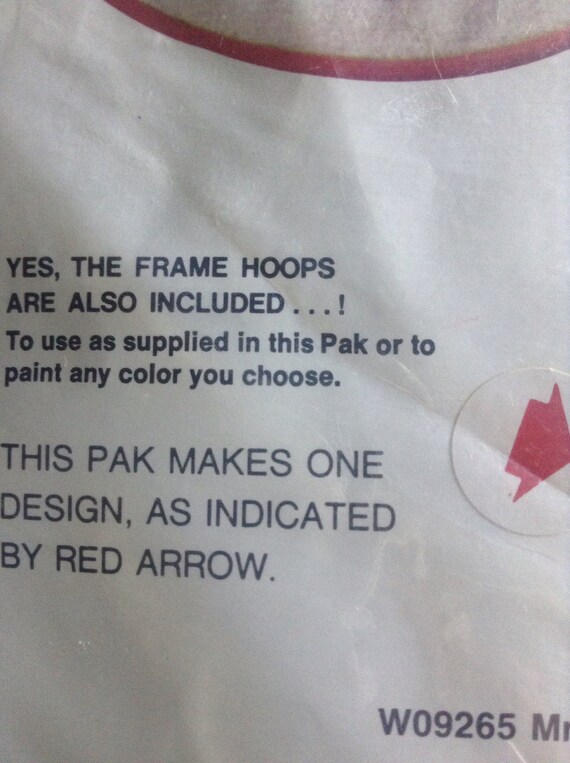 YES, THE FRAME HOOPS
ARE ALSO INCLUDED...!
To use as supplied in this Pak or to
paint any color you choose.
THIS PAK MAKES ONE
DESIGN, AS INDICATED
BY RED ARROW.
W09265